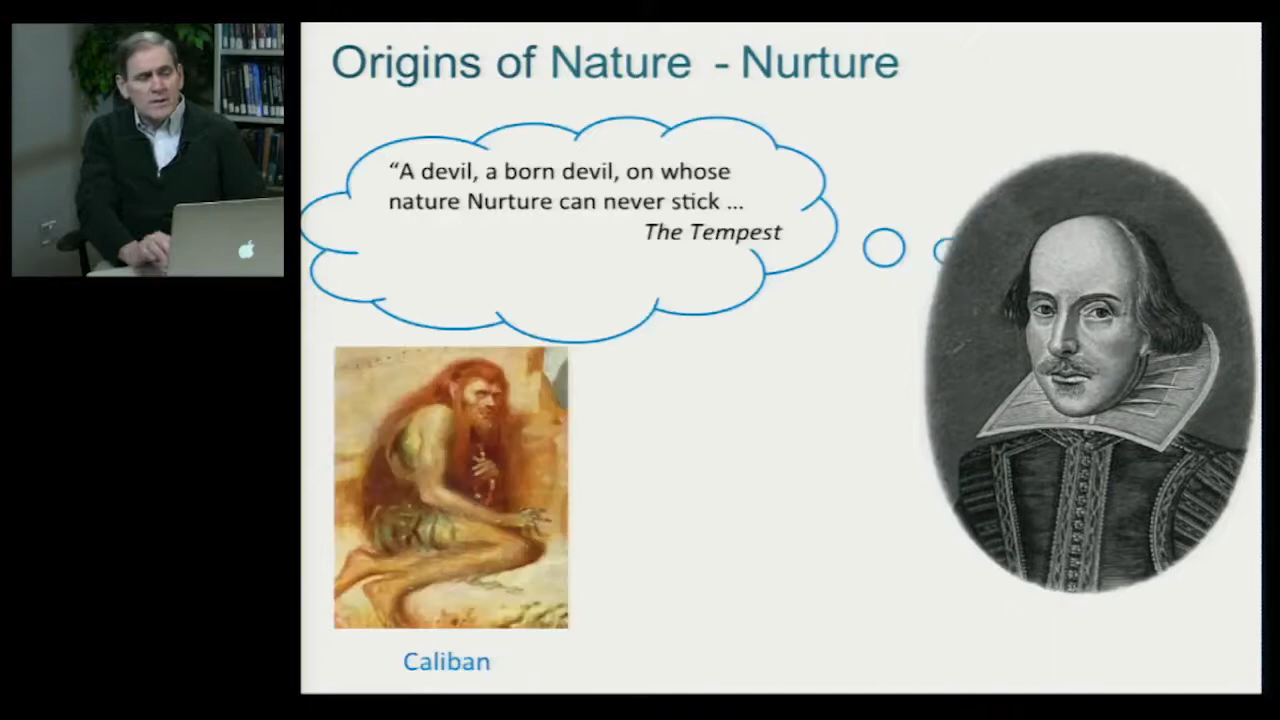 Origins of Nature - Nurture
“A devil, a born devil, on whose
nature Nurture can never stick ...
The Tempest
Caliban